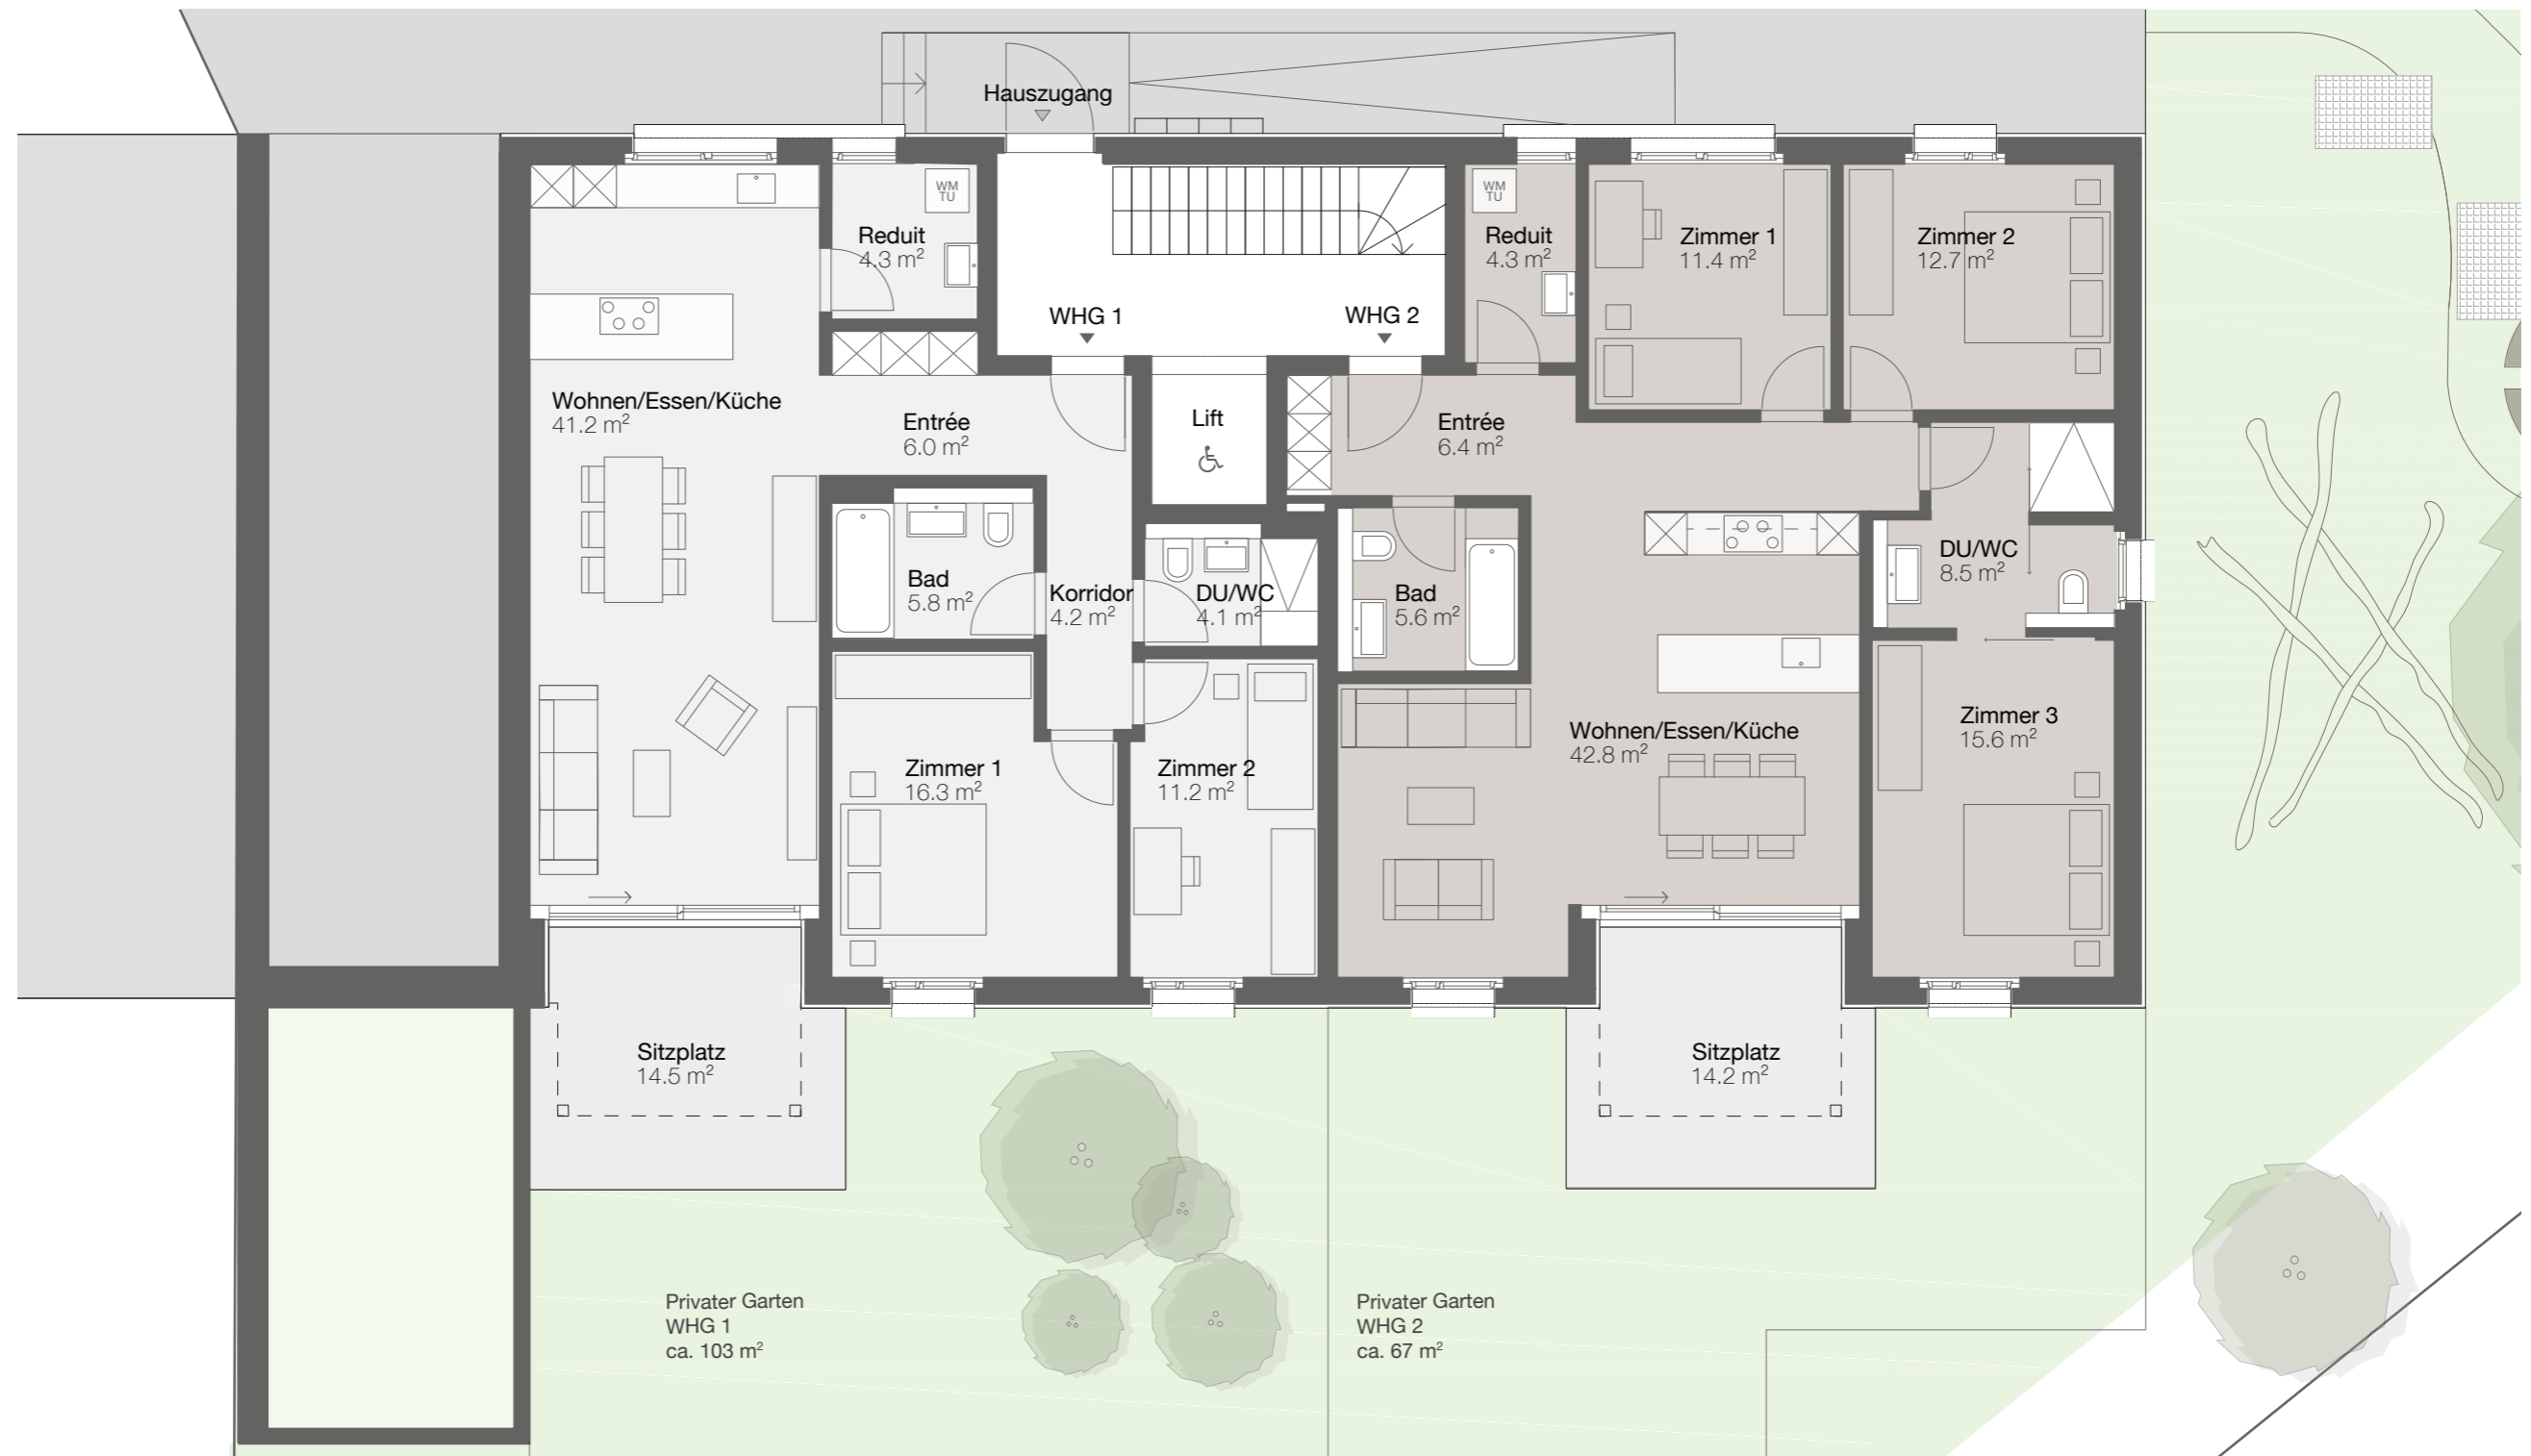 Hauszugang
WM
TU
Reduit
4.3 m²
WHG 1
WHG 2
WM
TU
Reduit
4.3 m²
Zimmer 1
11.4 m²
Zimmer 2
12.7 m²
Wohnen/Essen/Küche
41.2 m²
Entrée
6.0 m²
Lift
Entrée
6.4 m²
Bad
5.8 m²
Korridor
4.2 m²
DU/WC
4.1 m²
Bad
5.6 m²
DU/WC
8.5 m²
Zimmer 1
16.3 m²
Zimmer 2
11.2 m²
Wohnen/Essen/Küche
42.8 m²
Zimmer 3
15.6 m²
Sitzplatz
14.5 m²
Sitzplatz
14.2 m²
Privater Garten
WHG 1
ca. 103 m²
Privater Garten
WHG 2
ca. 67 m²